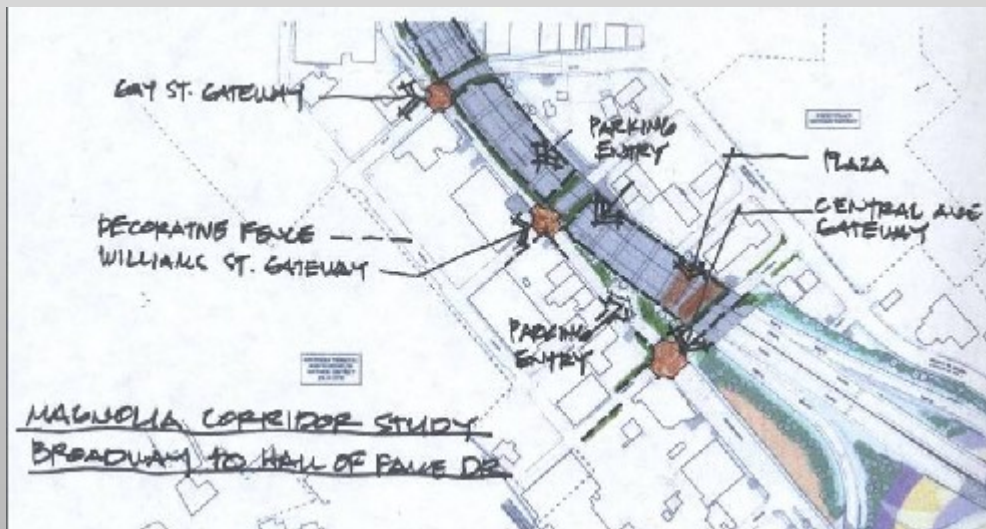 GAY ST. GATEWAY
PARKING
ENTRY
PLAZA
CENTRAL AVE
GATEWAY
DECORATIVE FENCE
WILLIAMS ST. GATEWAY
PARKING
ENTRY
MAGNOLIA CORRIDOR STUDY
BROADWAY TO HALL OF FAME DR